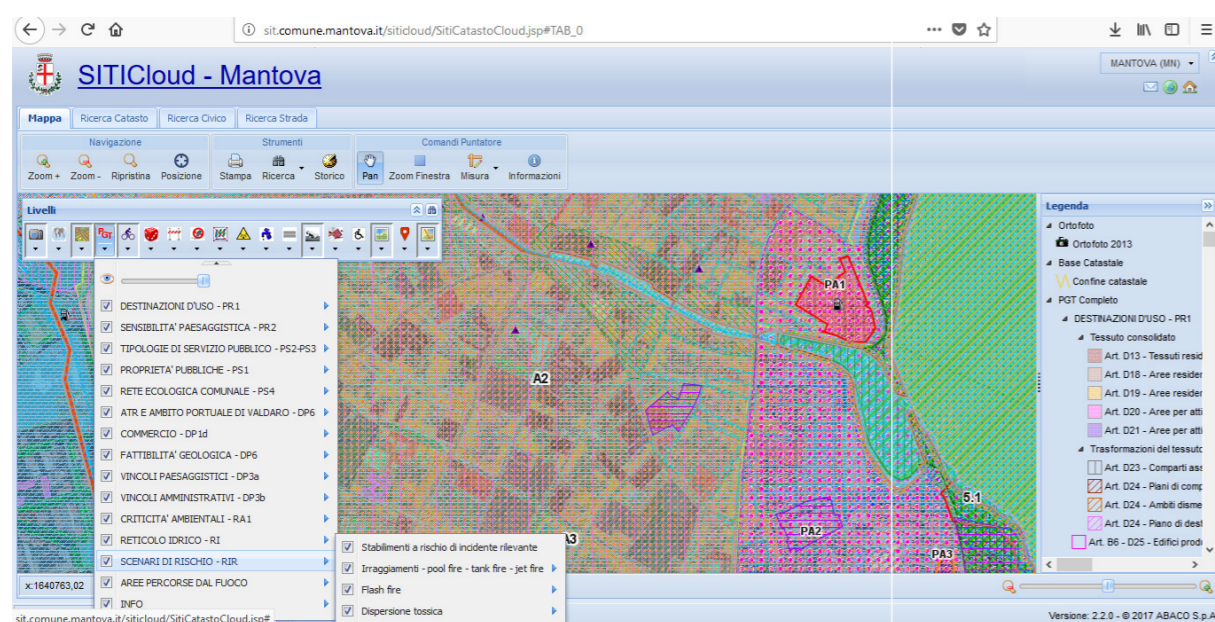 sit.comune.mantova.it/siticloud/SitiCatastoCloud.jsp#TAB_0
SITICloud - Mantova
MANTOVA (MN)
Mappa
Ricerca Catasto
Ricerca Civico
Ricerca Strada
Navigazione
Strumenti
Comandi Puntatore
Zoom +
Zoom -
Ripristina
Posizione
Stampa
Ricerca
Storico
Pan
Zoom Finestra
Misura
Informazioni
Livelli
PGT
DESTINAZIONI D'USO - PR1
SENSIBILITA' PAESAGGISTICA - PR2
TIPOLOGIE DI SERVIZIO PUBBLICO - PS2-PS3
PROPRIETA' PUBBLICHE - PS1
RETE ECOLOGICA COMUNALE - PS4
ATR E AMBITO PORTUALE DI VALDARO - DP6
COMMERCIO - DP1d
FATTIBILITA' GEOLOGICA - DP6
VINCOLI PAESAGGISTICI - DP3a
VINCOLI AMMINISTRATIVI - DP3b
CRITICITA' AMBIENTALI - RA1
RETICOLO IDRICO - RI
SCENARI DI RISCHIO - RIR
AREE PERCORSE DAL FUOCO
INFO
Stabilimenti a rischio di incidente rilevante
Irraggiamenti - pool fire - tank fire - jet fire
Flash fire
Dispersione tossica
PA1
A2
5.1
PA2
A3
PA3
Legenda
Ortofoto
Ortofoto 2013
Base Catastale
Confine catastale
PGT Completo
DESTINAZIONI D'USO - PR1
Tessuto consolidato
Art. D13 - Tessuti resid
Art. D18 - Aree resider
Art. D19 - Aree resider
Art. D20 - Aree per atti
Art. D21 - Aree per atti
Trasformazioni del tessuto
Art. D23 - Comparti ass
Art. D24 - Piani di comp
Art. D24 - Ambiti disme
Art. D24 - Piano di dest
Art. B6 - D25 - Edifici prod
x:1640763,02
sit.comune.mantova.it/siticloud/SitiCatastoCloud.jsp#
Versione: 2.2.0 - © 2017 ABACO S.p.A